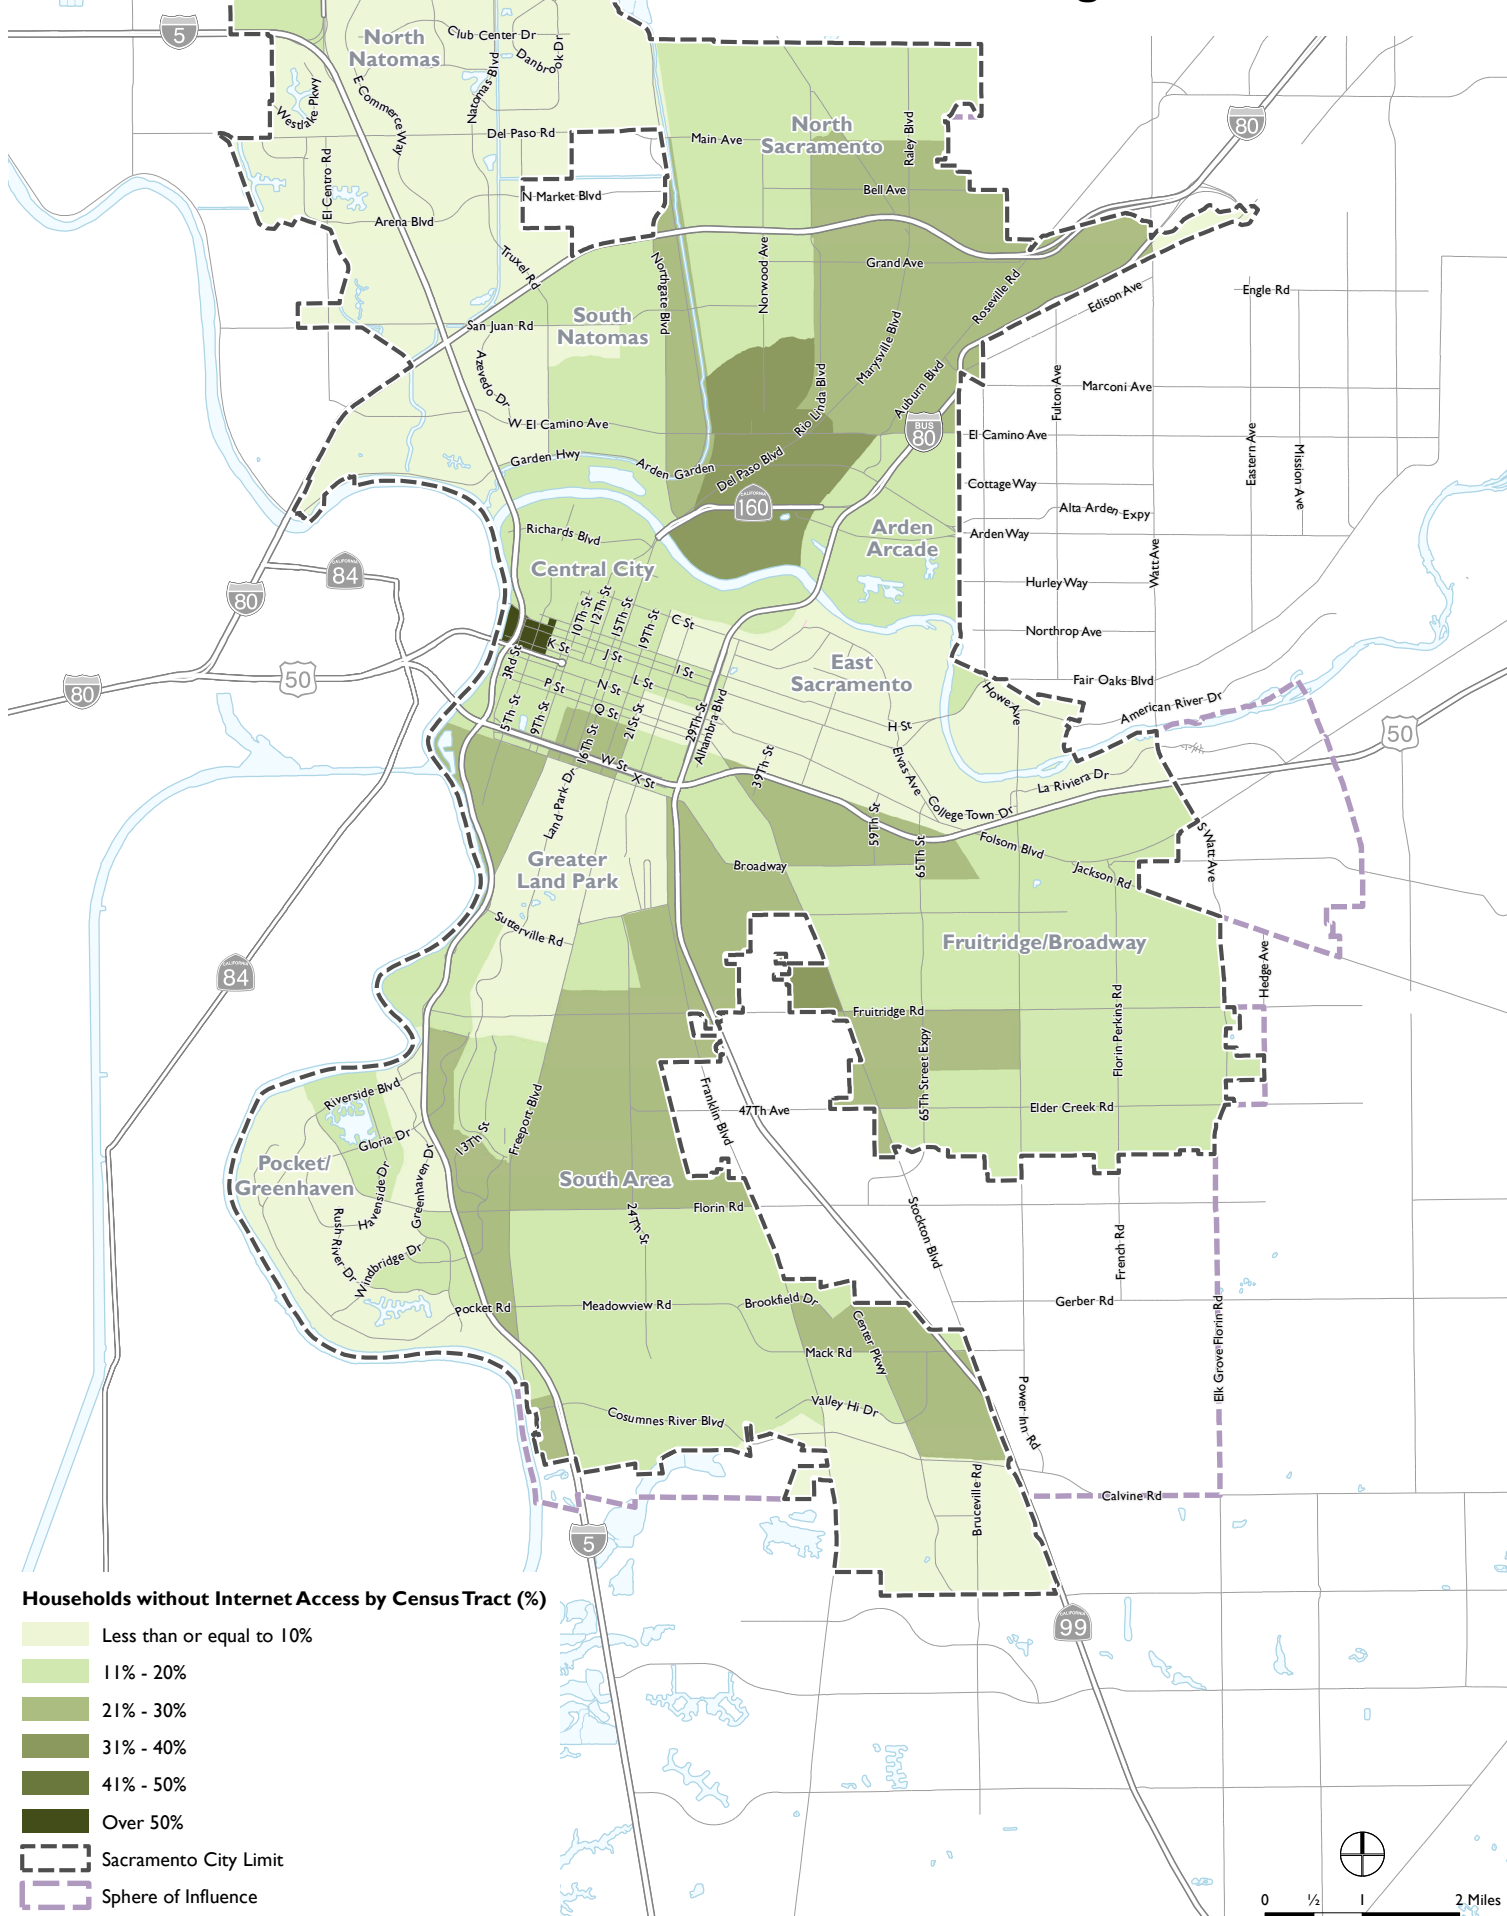 5
North
Natomas
Club Center Dr
Danbrook Dr
Natomas Blvd
E Commerce Way
Westlake Pkwy
El Centro Rd
Del Paso Rd
N Market Blvd
Arena Blvd
Truxel Rd
Main Ave
North
Sacramento
Raley Blvd
Bell Ave
80
Grand Ave
Norwood Ave
Northgate Blvd
Roseville Rd
Edison Ave
Engle Rd
South
Natomas
San Juan Rd
Azevedo Dr
Marysville Blvd
Rio Linda Blvd
Auburn Blvd
Fulton Ave
Marconi Ave
W El Camino Ave
BUS
80
El Camino Ave
Eastern Ave
Mission Ave
Garden Hwy
Arden Garden
Del Paso Blvd
Cottage Way
CALIFORNIA
160
Alta Arden Expy
Richards Blvd
Arden
Arcade
Arden Way
Watt Ave
Central City
CALIFORNIA
84
80
Hurley Way
10Th St
12Th St
15Th St
19Th St
C St
Northrop Ave
K St
J St
I St
3Rd St
East
Sacramento
50
80
P St
N St
L St
Fair Oaks Blvd
Howe Ave
American River Dr
5Th St
9Th St
Q St
21St St
16Th St
29Th St
Alhambra Blvd
H St
50
W St
X St
39Th St
Elvas Ave
La Riviera Dr
Land Park Dr
College Town Dr
59Th St
65Th St
Folsom Blvd
S Watt Ave
Greater
Land Park
Broadway
Jackson Rd
Sutterville Rd
Fruitridge/Broadway
Hedge Ave
CALIFORNIA
84
Fruitridge Rd
65Th Street Expy
Florin Perkins Rd
Riverside Blvd
Franklin Blvd
47Th Ave
Elder Creek Rd
Freeport Blvd
13Th St
Gloria Dr
Pocket/
Greenhaven
Havenside Dr
Greenhaven Dr
South Area
Florin Rd
24Th St
Rush River Dr
Windbridge Dr
Stockton Blvd
French Rd
Pocket Rd
Meadowview Rd
Brookfield Dr
Gerber Rd
Elk Grove Florin Rd
Center Pkwy
Mack Rd
Valley Hi Dr
Power Inn Rd
Cosumnes River Blvd
Bruceville Rd
Calvine Rd
5
CALIFORNIA
99
Households without Internet Access by Census Tract (%)
Less than or equal to 10%
11% - 20%
21% - 30%
31% - 40%
41% - 50%
Over 50%
Sacramento City Limit
Sphere of Influence
0 ½ 1 2 Miles